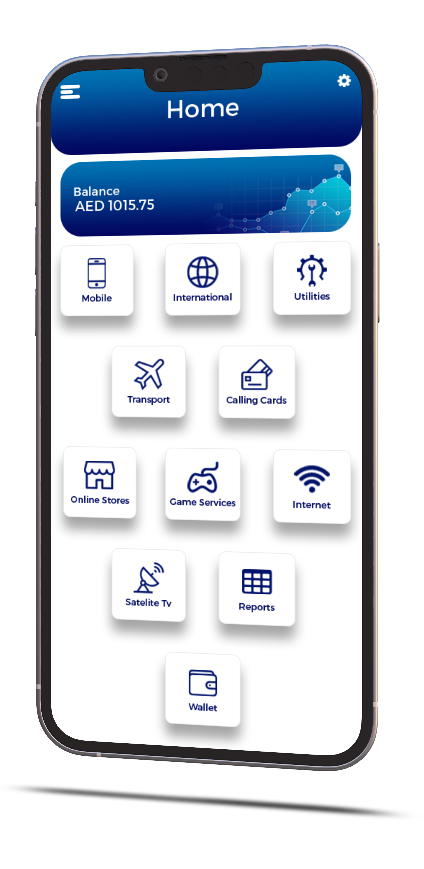 Home
Balance
AED 1015.75
Mobile
International
Utilities
Transport
Calling Cards
Online Stores
Game Services
Internet
Satelite Tv
Reports
Wallet